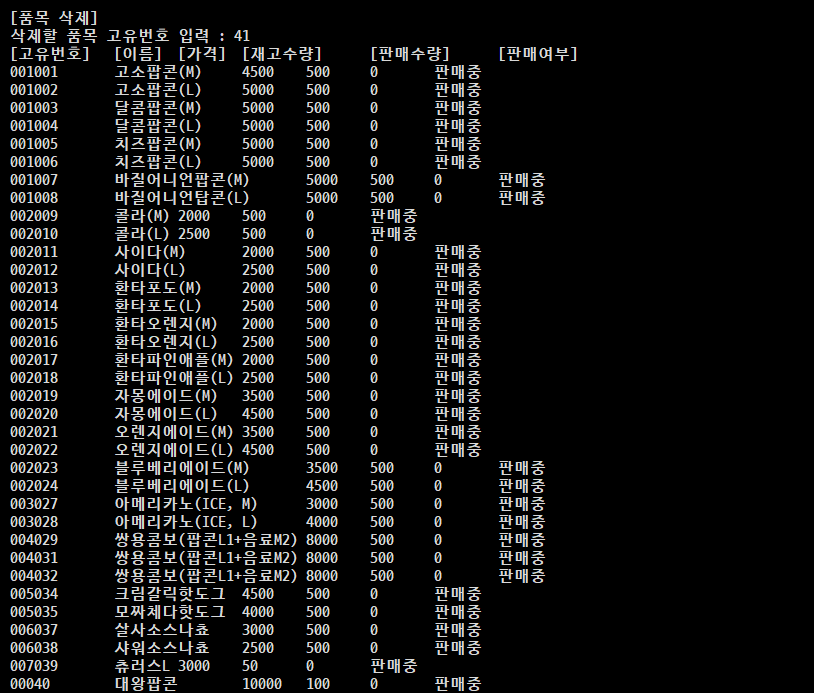 [품목 삭제]
삭제할 품목 고유번호 입력 : 41
[고유번호] [이름] [가격] [재고수량] [판매수량] [판매여부]
001001 고소팝콘(M) 4500 500 0 판매중
001002 고소팝콘(L) 5000 500 0 판매중
001003 달콤팝콘(M) 5000 500 0 판매중
001004 달콤팝콘(L) 5000 500 0 판매중
001005 치즈팝콘(M) 5000 500 0 판매중
001006 치즈팝콘(L) 5000 500 0 판매중
001007 바질어니언팝콘(M) 5000 500 0 판매중
001008 바질어니언탑콘(L) 5000 500 0 판매중
002009 콜라(M) 2000 500 0 판매중
002010 콜라(L) 2500 500 0 판매중
002011 사이다(M) 2000 500 0 판매중
002012 사이다(L) 2500 500 0 판매중
002013 환타포도(M) 2000 500 0 판매중
002014 환타포도(L) 2500 500 0 판매중
002015 환타오렌지(M) 2000 500 0 판매중
002016 환타오렌지(L) 2500 500 0 판매중
002017 환타파인애플(M) 2000 500 0 판매중
002018 환타파인애플(L) 2500 500 0 판매중
002019 자몽에이드(M) 3500 500 0 판매중
002020 자몽에이드(L) 4500 500 0 판매중
002021 오렌지에이드(M) 3500 500 0 판매중
002022 오렌지에이드(L) 4500 500 0 판매중
002023 블루베리에이드(M) 3500 500 0 판매중
002024 블루베리에이드(L) 4500 500 0 판매중
003027 아메리카노(ICE, M) 3000 500 0 판매중
003028 아메리카노(ICE, L) 4000 500 0 판매중
004029 쌍용콤보(팝콘L1+음료M2) 8000 500 0 판매중
004031 쌍용콤보(팝콘L1+음료M2) 8000 500 0 판매중
004032 쌍용콤보(팝콘L1+음료M2) 8000 500 0 판매중
005034 크림갈릭핫도그 4500 500 0 판매중
005035 모짜체다핫도그 4000 500 0 판매중
006037 살사소스나쵸 3000 500 0 판매중
006038 샤워소스나쵸 2500 500 0 판매중
007039 츄러스L 3000 50 0 판매중
00040 대왕팝콘 10000 100 0 판매중